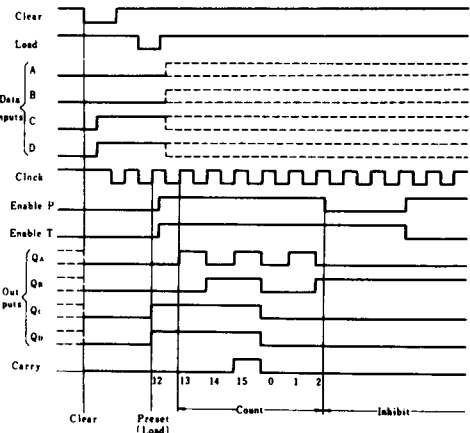 Clear
Load
A
B
Data
Inputs
C
D
Clock
Enable P
Enable T
QA
QB
Out
puts
QC
QD
Carry
12 13 14 15 0 1 2
Count Inhibit
Clear Preset
(Load)